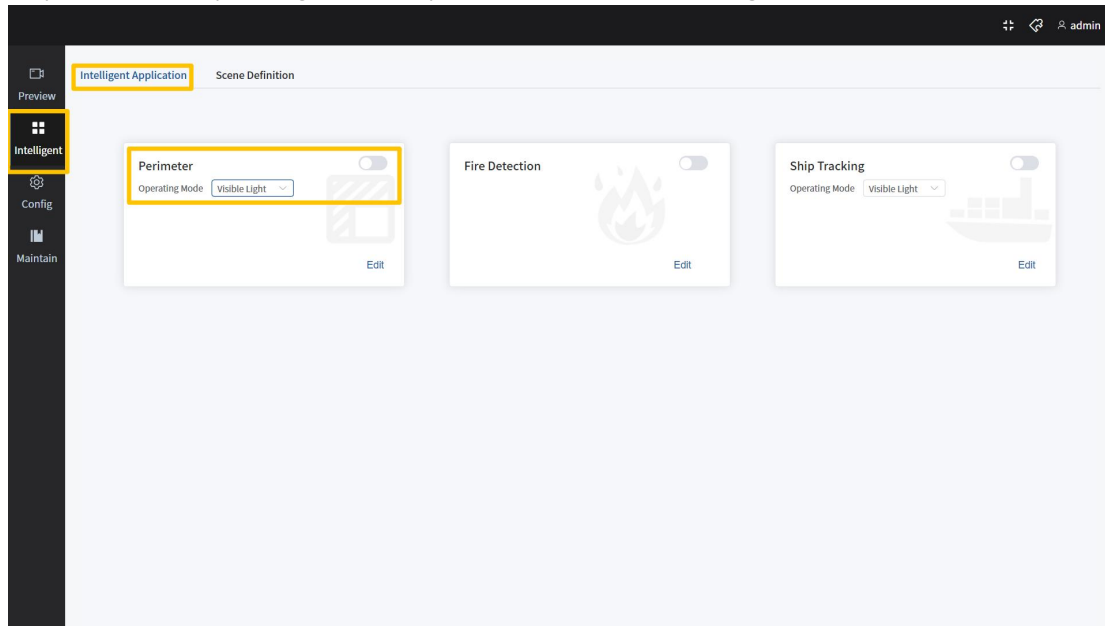 admin
Intelligent Application Scene Definition
Preview
Intelligent
Config
Maintain
Perimeter
Operating Mode Visible Light
Edit
Fire Detection
Edit
Ship Tracking
Operating Mode Visible Light
Edit